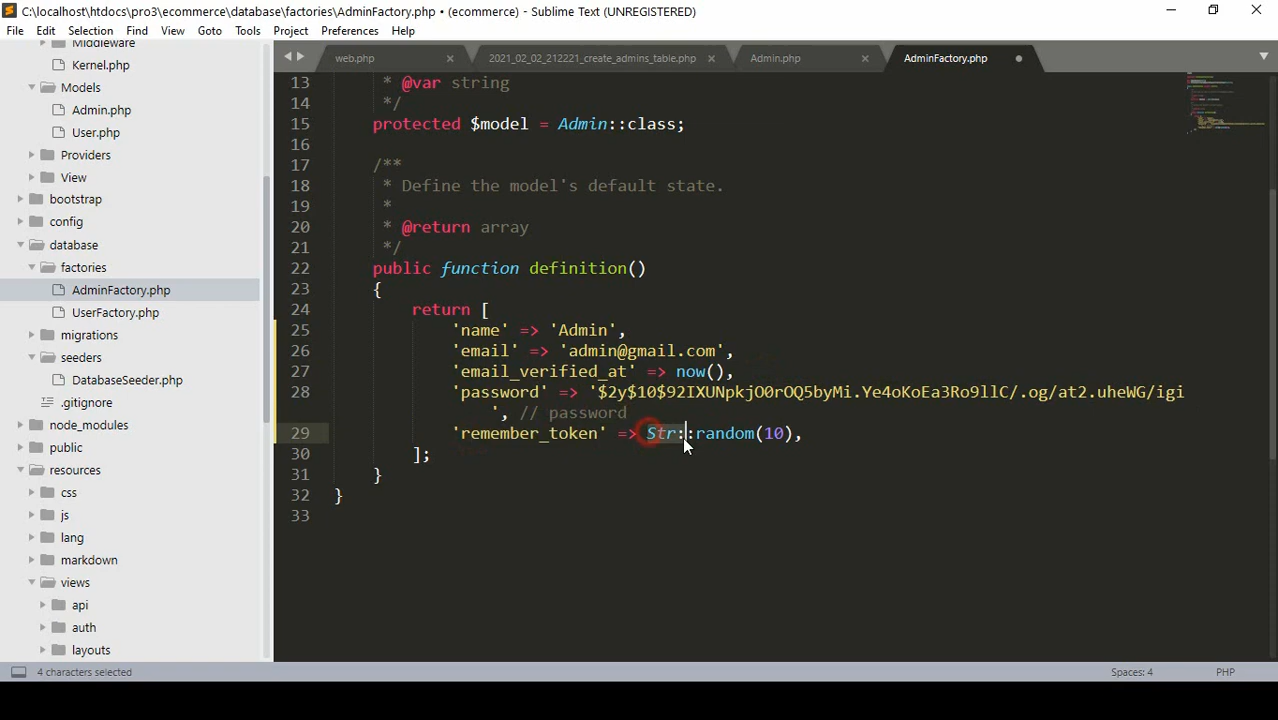 C:\localhost\htdocs\pro3\ecommerce\database\factories\AdminFactory.php • (ecommerce) - Sublime Text (UNREGISTERED)
File Edit Selection Find View Goto Tools Project Preferences Help
web.php 2021_02_02_212221_create_admins_table.php Admin.php AdminFactory.php
Middleware
Kernel.php
Models
Admin.php
User.php
Providers
View
bootstrap
config
database
factories
AdminFactory.php
UserFactory.php
migrations
seeders
DatabaseSeeder.php
.gitignore
node_modules
public
resources
css
js
lang
markdown
views
api
auth
layouts
13 * @var string
14 */
15 protected $model = Admin::class;
16
17 /**
18 * Define the model's default state.
19 *
20 * @return array
21 */
22 public function definition()
23 {
24 return [
25 'name' => 'Admin',
26 'email' => 'admin@gmail.com',
27 'email_verified_at' => now(),
28 'password' => '$2y$10$92IXUNpkjO0rOQ5byMi.Ye4oKoEa3Ro9llC/.og/at2.uheWG/igi
', // password
29 'remember_token' => Str::random(10),
30 ];
31 }
32 }
33
4 characters selected Spaces: 4 PHP